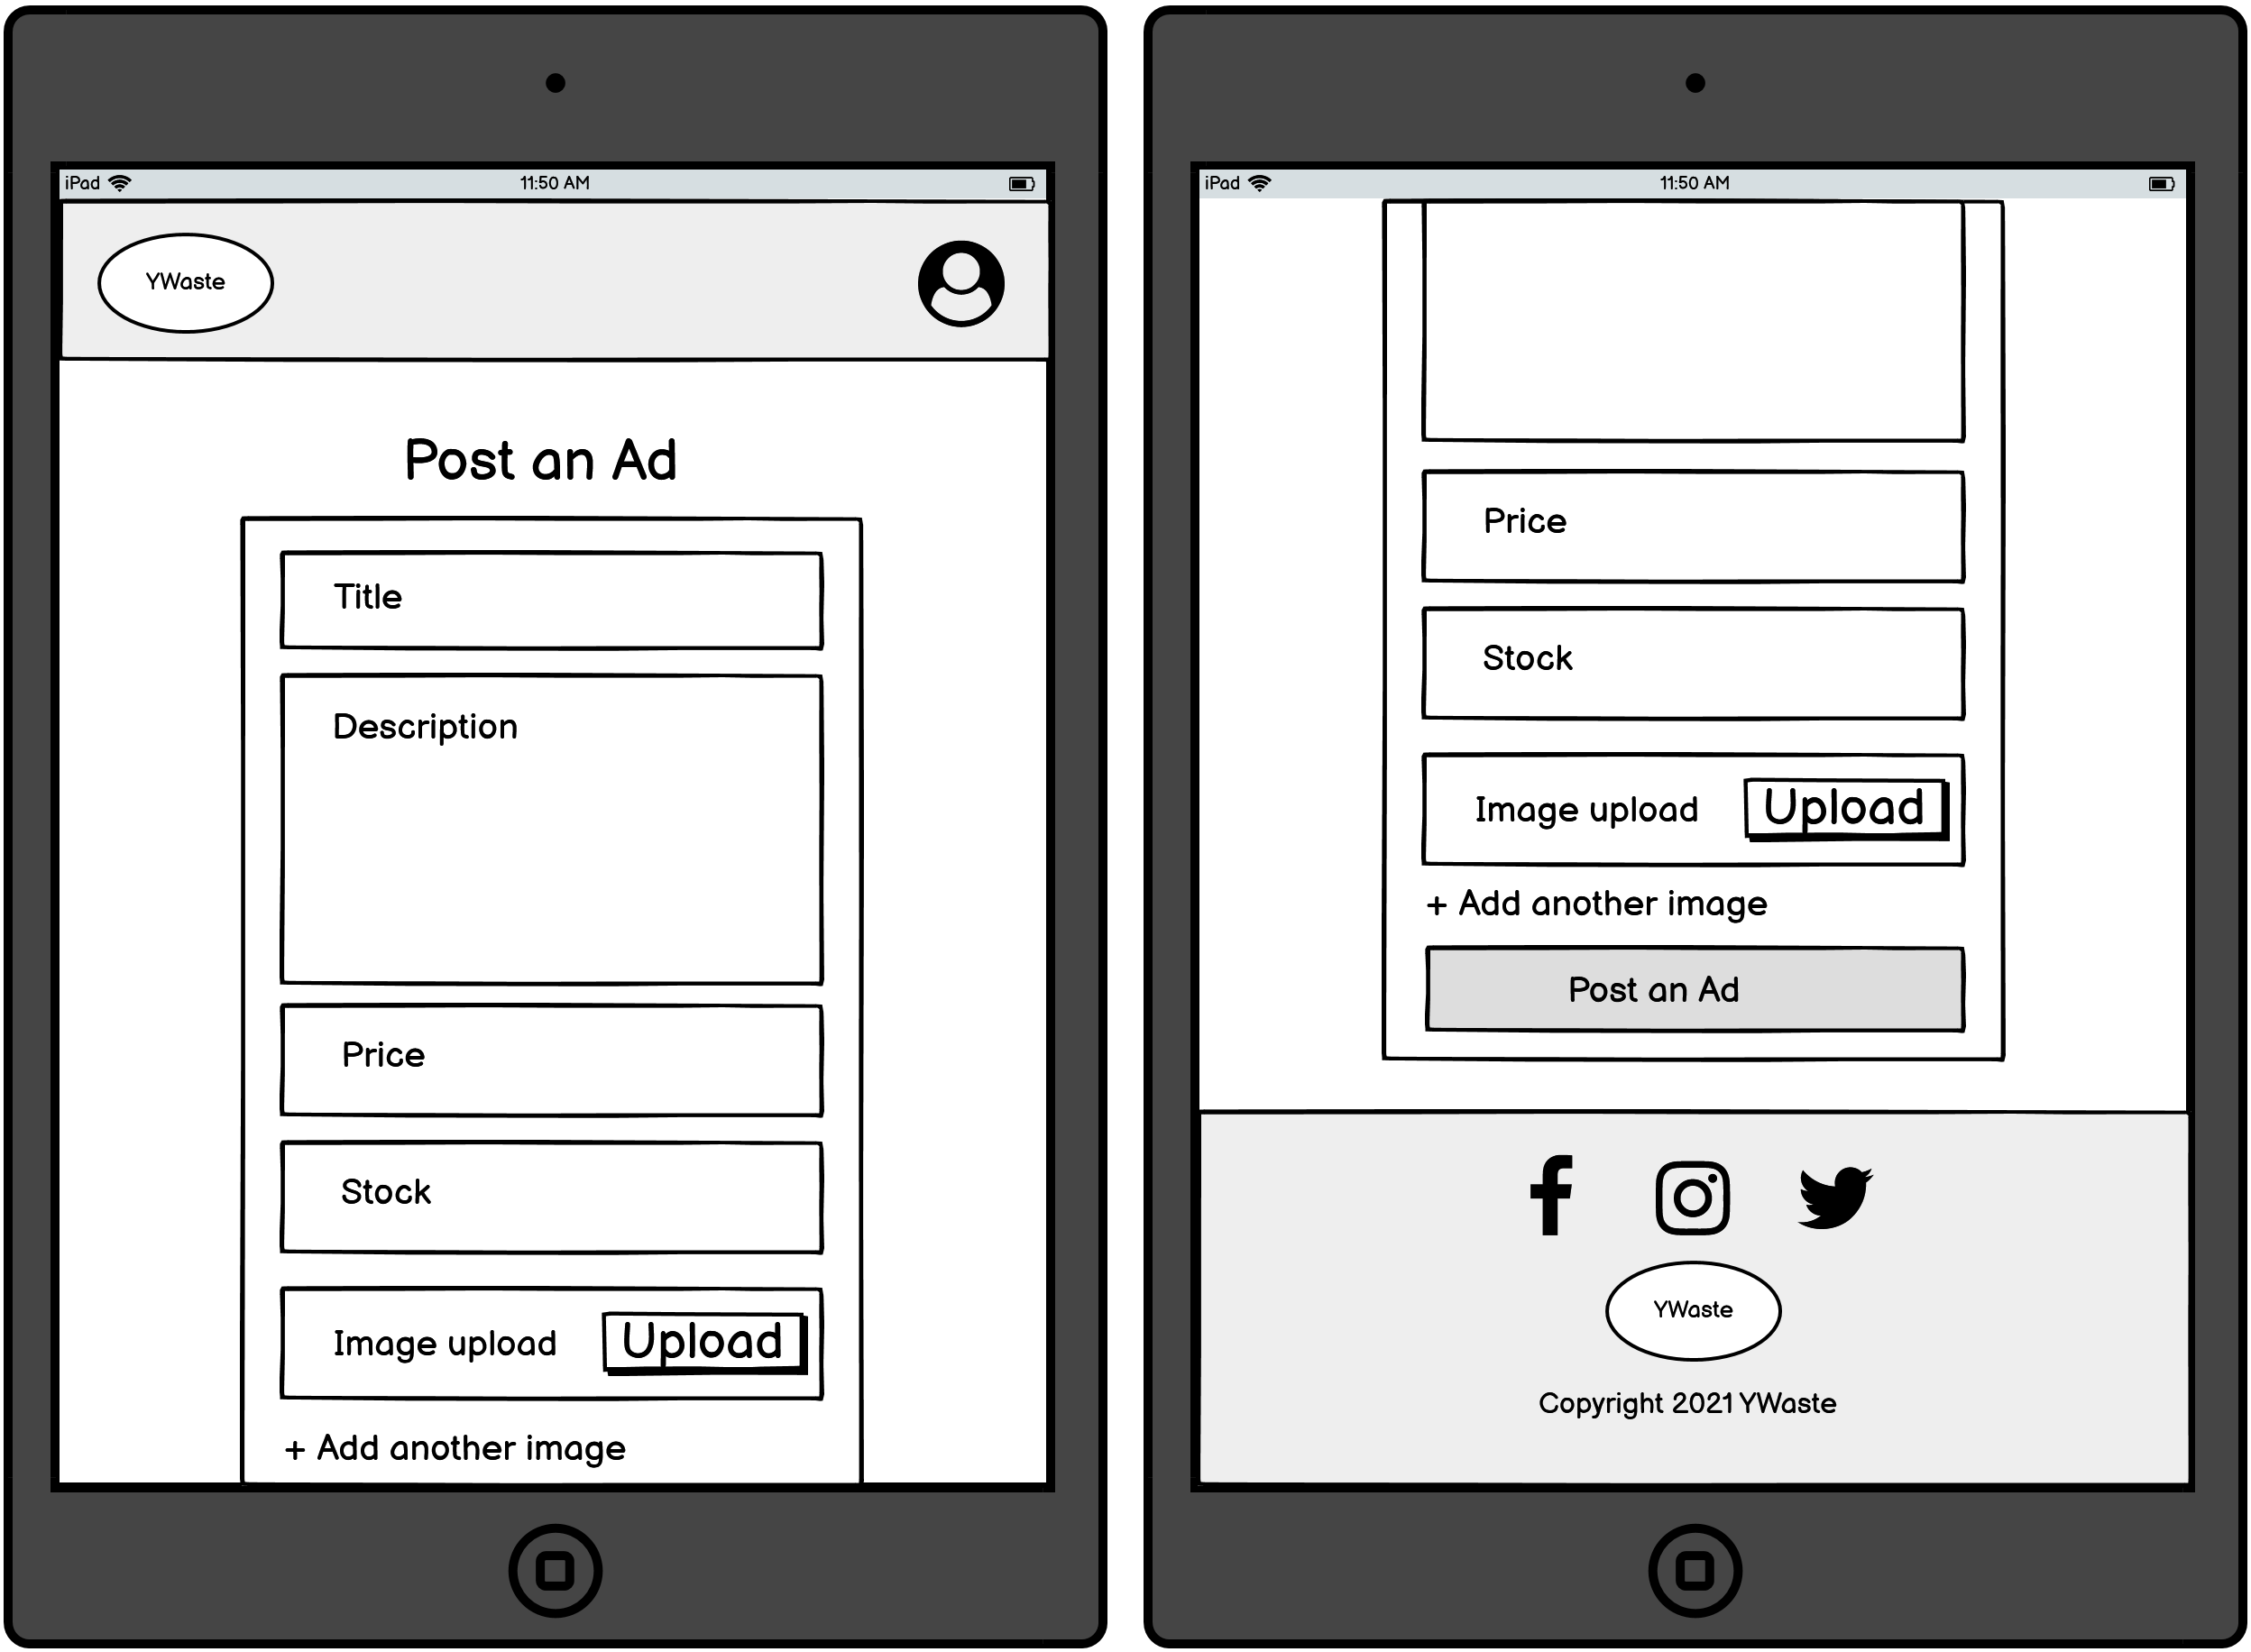 iPad
11:50 AM
YWaste
Post an Ad
Title
Description
Price
Stock
Image upload
Upload
+ Add another image
iPad
11:50 AM
Price
Stock
Image upload
Upload
+ Add another image
Post an Ad
YWaste
Copyright 2021 YWaste